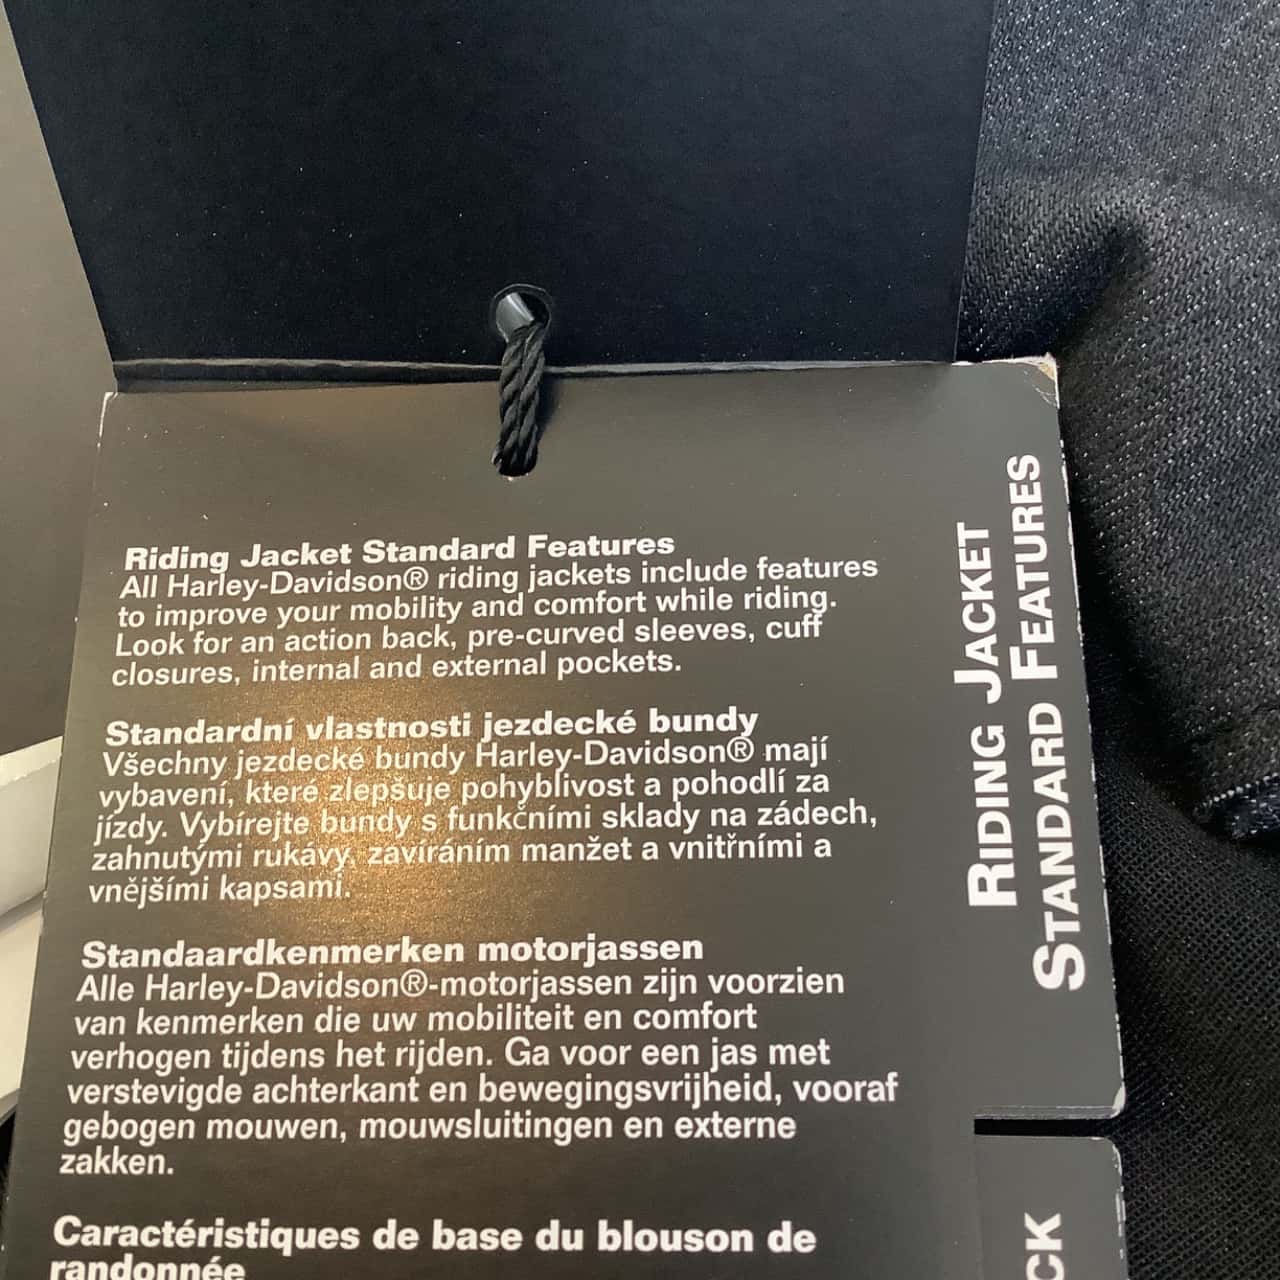 Riding Jacket Standard Features
All Harley-Davidson® riding jackets include features
to improve your mobility and comfort while riding.
Look for an action back, pre-curved sleeves, cuff
closures, internal and external pockets.
Standardní vlastnosti jezdecké bundy
Všechny jezdecké bundy Harley-Davidson® mají
vybavení, které zlepšuje pohyblivost a pohodlí za
jízdy. Vybírejte bundy s funkčními sklady na zádech,
zahnutými rukávy, zavíráním manžet a vnitřními a
vnějšími kapsami.
Standaardkenmerken motorjassen
Alle Harley-Davidson®-motorjassen zijn voorzien
van kenmerken die uw mobiliteit en comfort
verhogen tijdens het rijden. Ga voor een jas met
verstevigde achterkant en bewegingsvrijheid, vooraf
gebogen mouwen, mouwsluitingen en externe
zakken.
Caractéristiques de base du blouson de
randonnée
RIDING JACKET
STANDARD FEATURES
CK